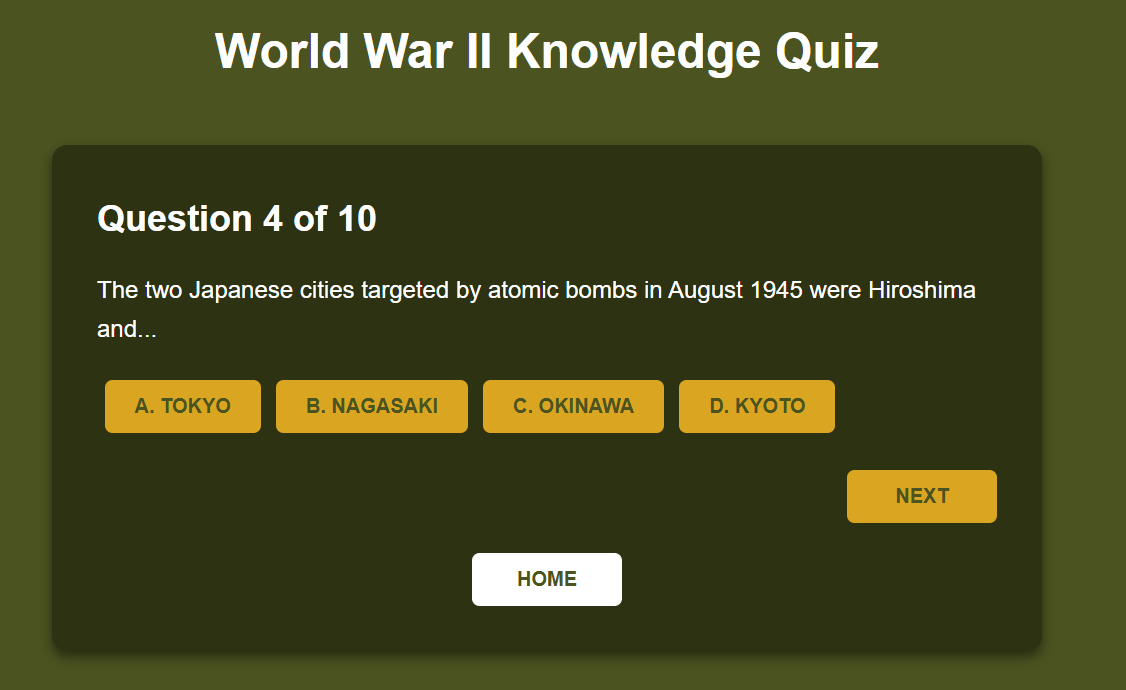 World War II Knowledge Quiz
Question 4 of 10
The two Japanese cities targeted by atomic bombs in August 1945 were Hiroshima
and...
A. TOKYO B. NAGASAKI C. OKINAWA D. KYOTO
NEXT
HOME